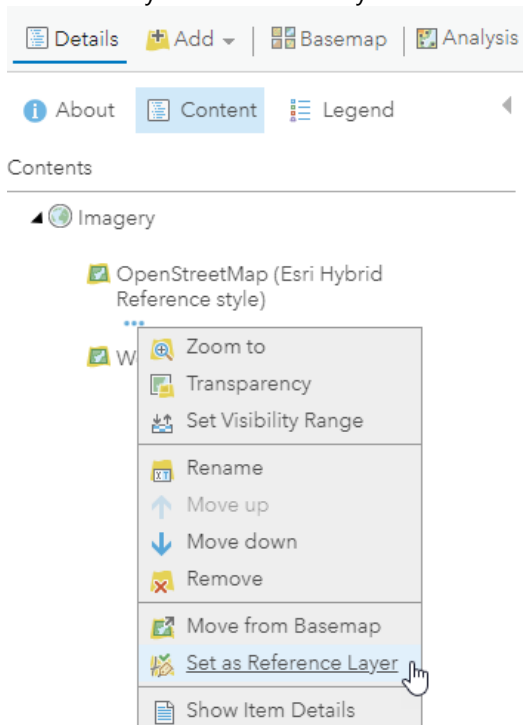 Details Add Basemap Analysis
About Content Legend
Contents
Imagery
OpenStreetMap (Esri Hybrid
Reference style)
W
Zoom to
Transparency
Set Visibility Range
Rename
Move up
Move down
Remove
Move from Basemap
Set as Reference Layer
Show Item Details